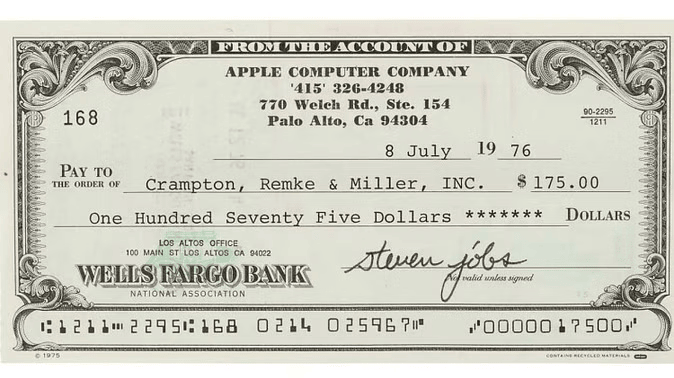 FROM THE ACCOUNT OF
APPLE COMPUTER COMPANY
'415' 326-4248
770 Welch Rd., Ste. 154
Palo Alto, Ca 94304
168
90-2295
1211
8 July 19 76
PAY TO
THE ORDER OF Crampton, Remke & Miller, INC. $ 175.00
One Hundred Seventy Five Dollars ******* DOLLARS
LOS ALTOS OFFICE
100 MAIN ST LOS ALTOS CA 94022
WELLS FARGO BANK
NATIONAL ASSOCIATION
steven jobs
Not valid unless signed
⑆1211⑉2295⑆168 0214 025967⑈ ⑇0000017500⑇
© 1975
CONTAINS RECYCLED MATERIALS